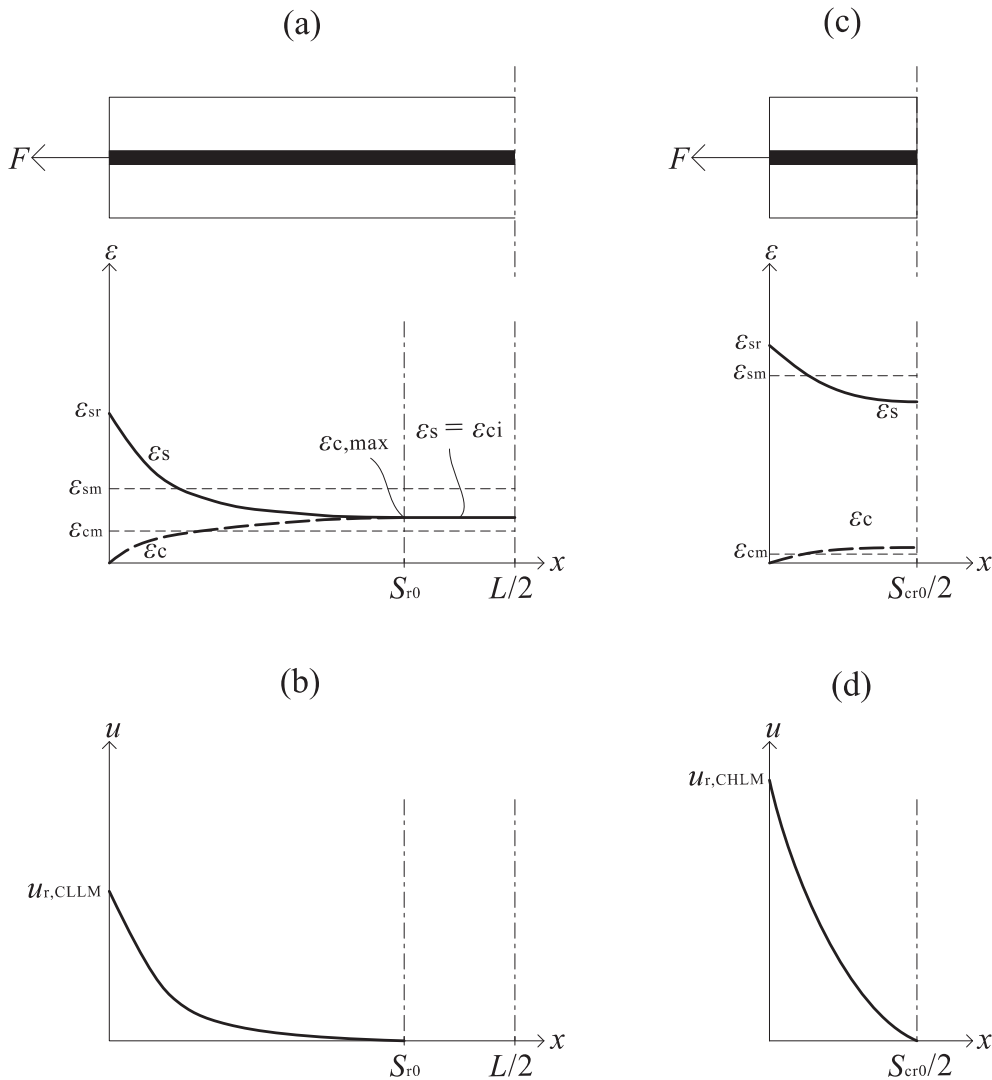 (a)
F
ε
εsr
εs
εc,max
εs = εci
εsm
εcm
εc
x
Sr0
L/2
(c)
F
ε
εsr
εsm
εs
εc
εcm
x
Scr0/2
(b)
u
ur,CLLM
x
Sr0
L/2
(d)
u
ur,CHLM
x
Scr0/2